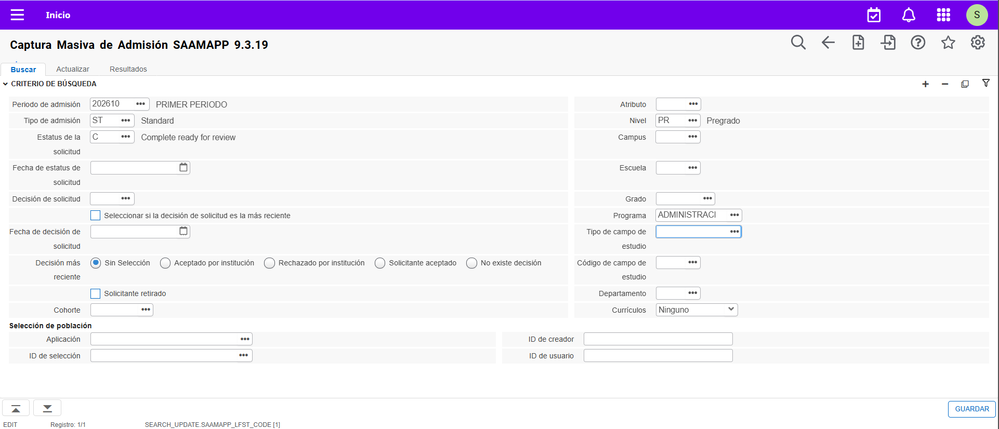 Inicio
S
Captura Masiva de Admisión SAAMAPP 9.3.19
Buscar Actualizar Resultados
CRITERIO DE BÚSQUEDA
Periodo de admisión 202610 ••• PRIMER PERIODO Atributo •••
Tipo de admisión ST ••• Standard Nivel PR ••• Pregrado
Estatus de la solicitud C ••• Complete ready for review Campus •••
Fecha de estatus de solicitud Escuela •••
Decisión de solicitud ••• Grado •••
Seleccionar si la decisión de solicitud es la más reciente Programa ADMINISTRACI •••
Fecha de decisión de solicitud Tipo de campo de estudio •••
Decisión más reciente Sin Selección Aceptado por institución Rechazado por institución Solicitante aceptado No existe decisión Código de campo de estudio •••
Solicitante retirado Departamento •••
Cohorte ••• Currículos Ninguno
Selección de población
Aplicación ••• ID de creador
ID de selección ••• ID de usuario
GUARDAR
EDIT Registro: 1/1 SEARCH_UPDATE.SAAMAPP_LFST_CODE [1]